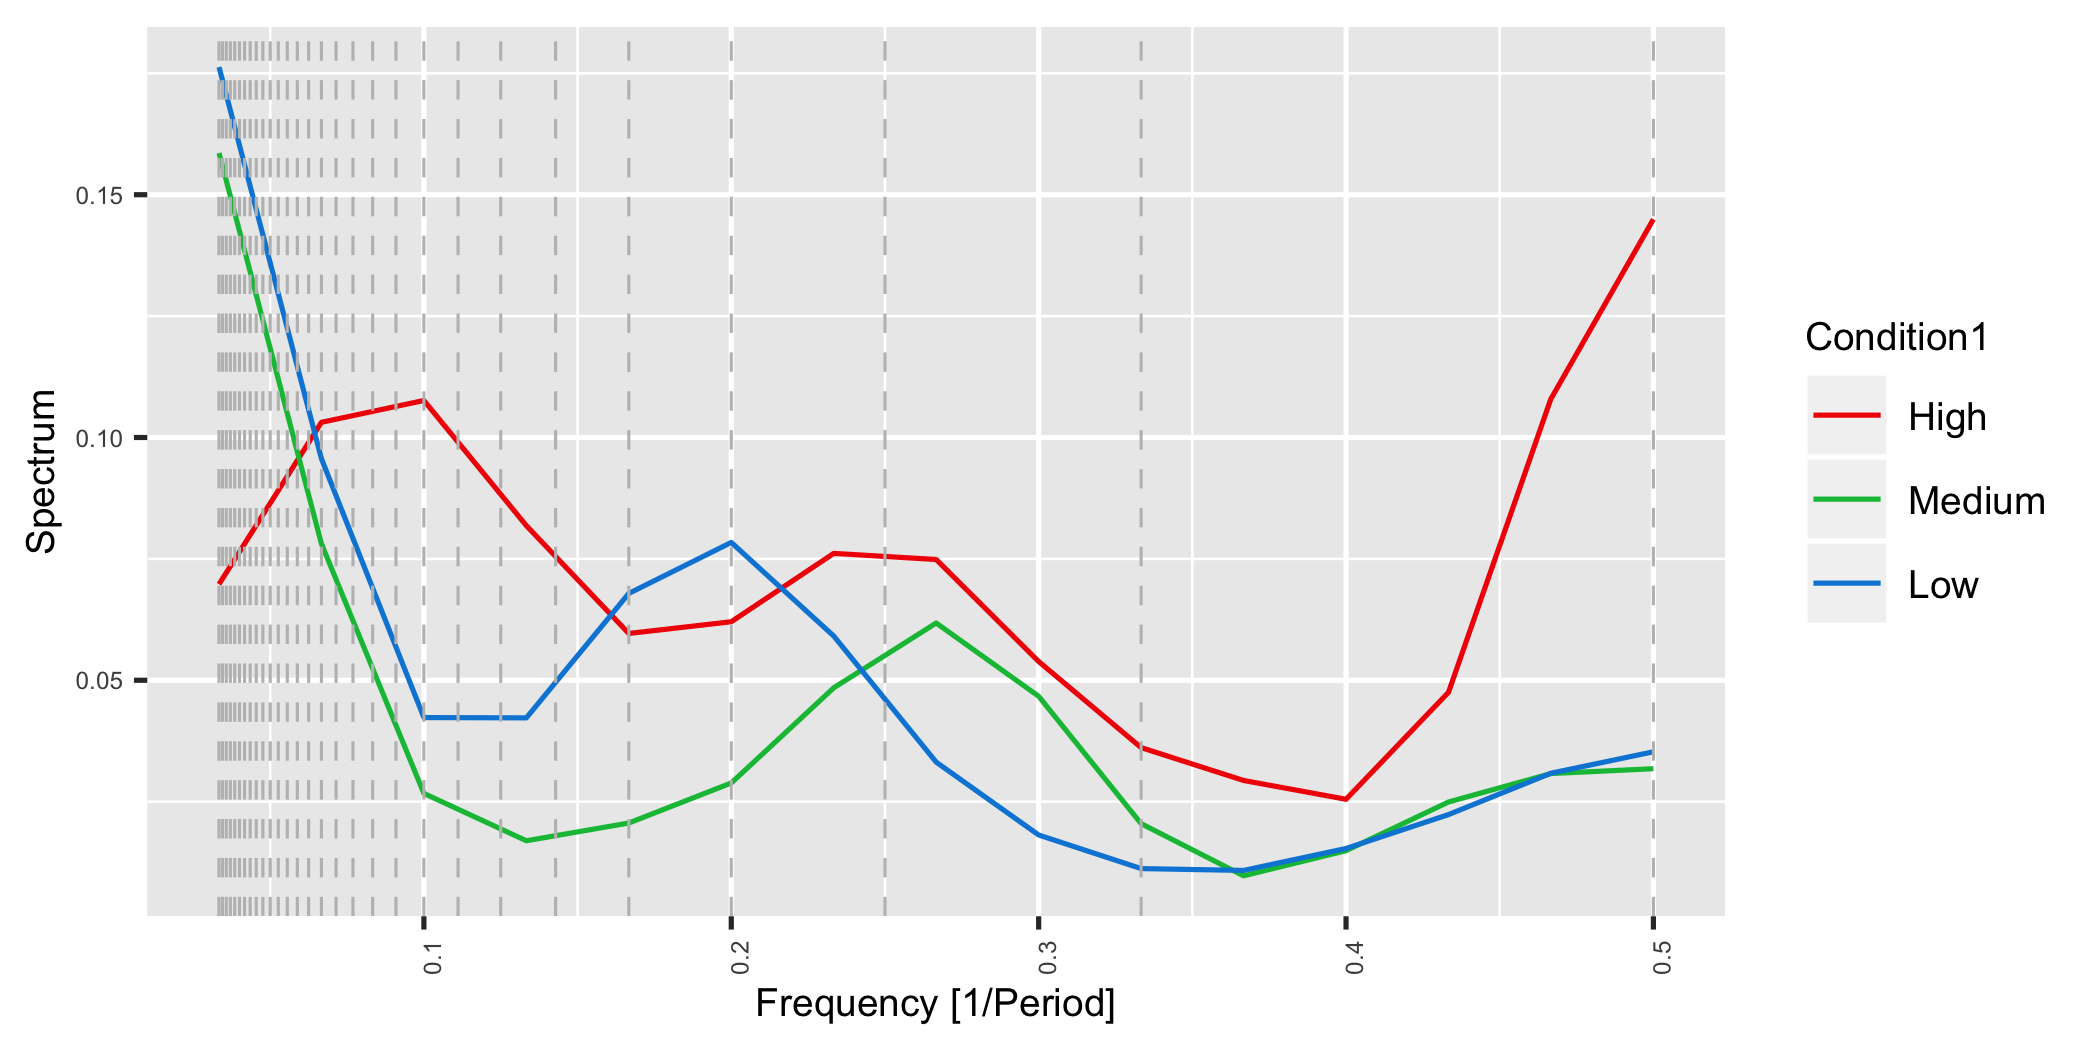 0.15
0.10
0.05
Spectrum
0.1
0.2
0.3
0.4
0.5
Frequency [1/Period]
Condition1
High
Medium
Low